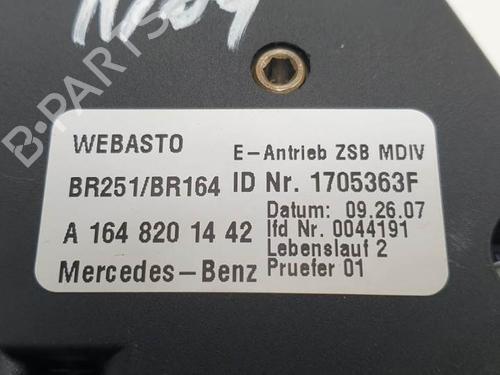 WEBASTO
E-Antrieb ZSB MDIV
BR251/BR164 ID Nr. 1705363F
Datum: 09.26.07
A 164 820 14 42 lfd Nr. 0044191
Lebenslauf 2
Mercedes-Benz Pruefer 01
B-PARTS